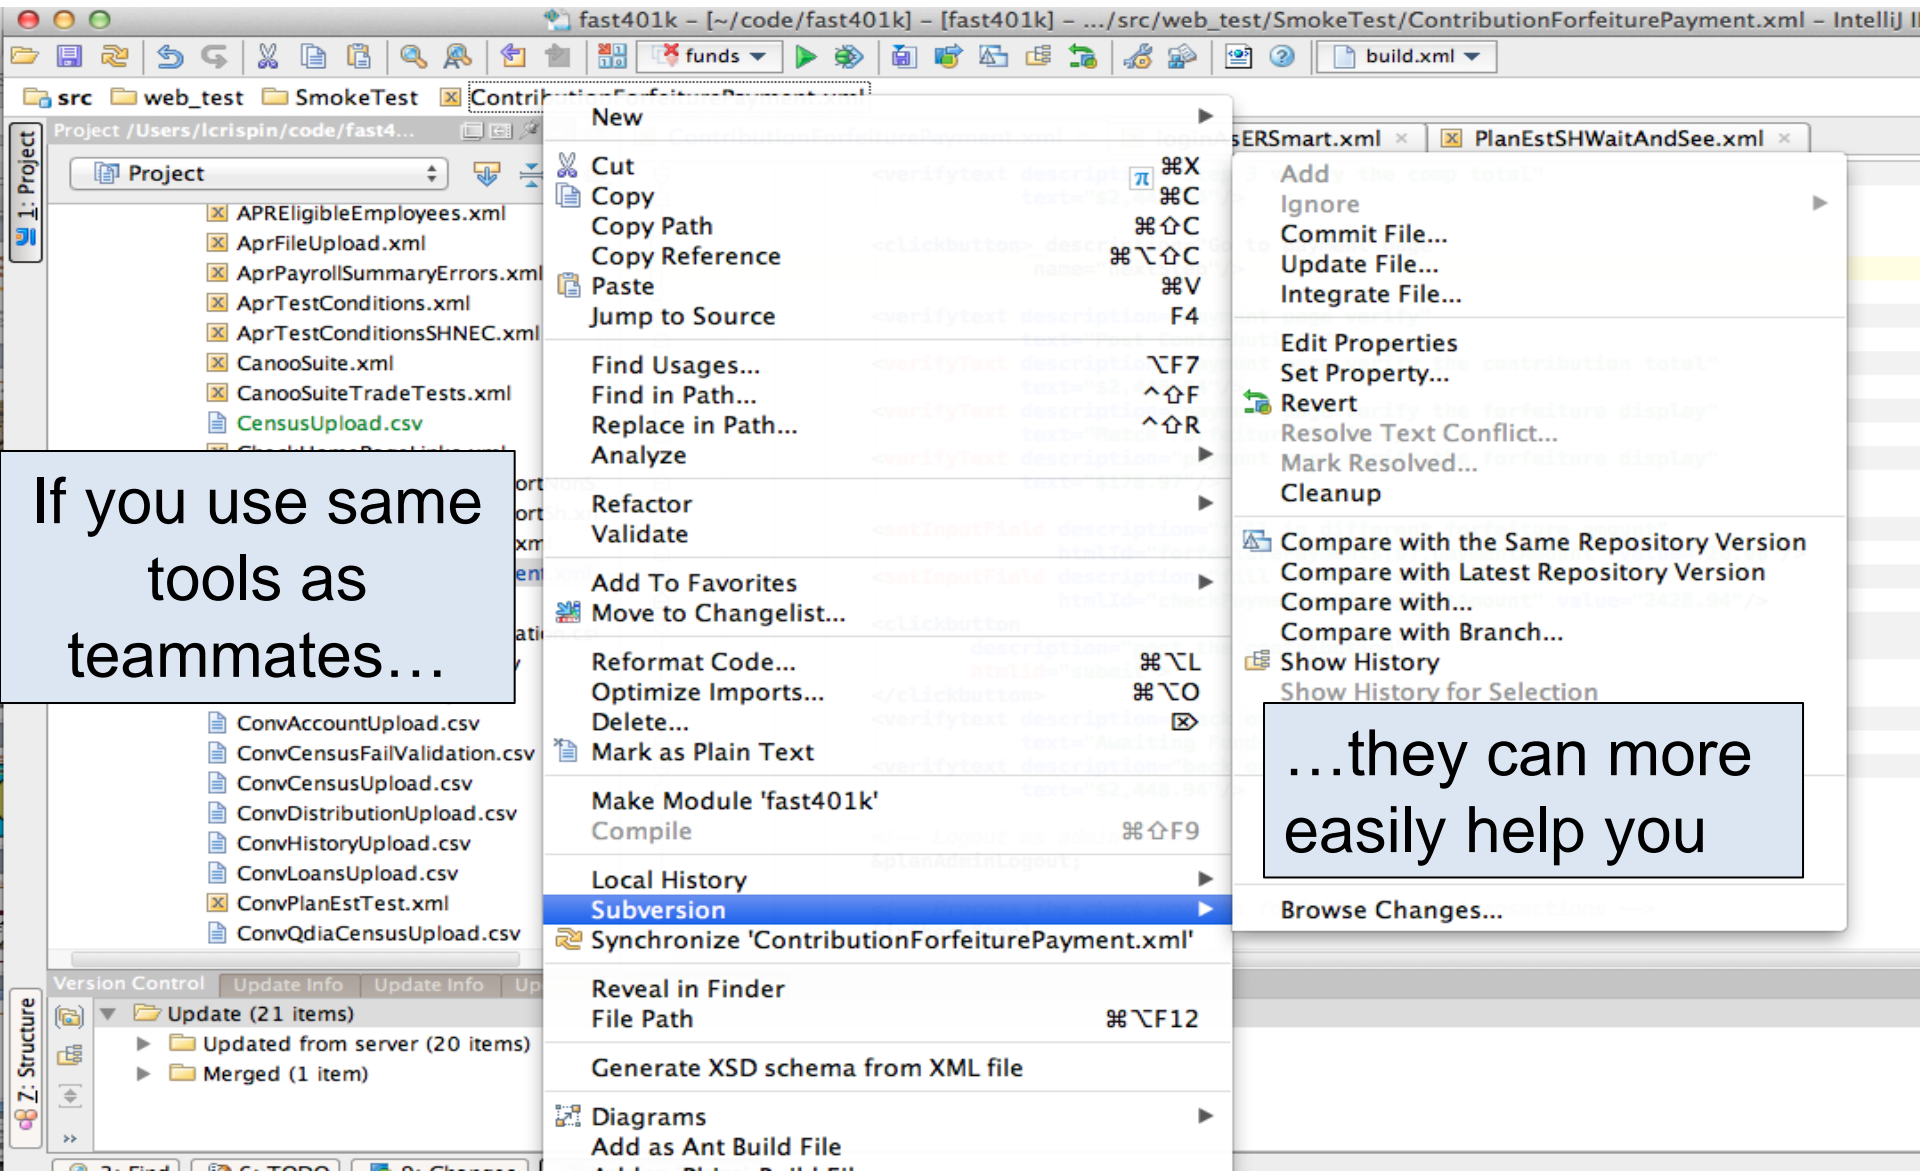 fast401k – [~/code/fast401k] – [fast401k] – .../src/web_test/SmokeTest/ContributionForfeiturePayment.xml – IntelliJ
funds
build.xml
src web_test SmokeTest ContributionForfeiturePayment.xml
Project /Users/lcrispin/code/fast4...
ContributionForfeiturePayment.xml
loginAsERSmart.xml
PlanEstSHWaitAndSee.xml
1: Project
Project
APREligibleEmployees.xml
AprFileUpload.xml
AprPayrollSummaryErrors.xml
AprTestConditions.xml
AprTestConditionsSHNEC.xml
CanooSuite.xml
CanooSuiteTradeTests.xml
CensusUpload.csv
CheckHomePageLinks.xml
If you use same
tools as
teammates...
ConvAccountUpload.csv
ConvCensusFailValidation.csv
ConvCensusUpload.csv
ConvDistributionUpload.csv
ConvHistoryUpload.csv
ConvLoansUpload.csv
ConvPlanEstTest.xml
ConvQdiaCensusUpload.csv
New
Cut ⌘X
Copy ⌘C
Copy Path ⌘⇧C
Copy Reference ⌘⌥⇧C
Paste ⌘V
Jump to Source F4
Find Usages... ⌥F7
Find in Path... ^⇧F
Replace in Path... ^⇧R
Analyze
Refactor
Validate
Add To Favorites
Move to Changelist...
Reformat Code... ⌘⌥L
Optimize Imports... ⌘⌥O
Delete... ⌦
Mark as Plain Text
Make Module 'fast401k'
Compile ⌘⇧F9
Local History
Subversion
Synchronize 'ContributionForfeiturePayment.xml'
Reveal in Finder
File Path ⌘⌥F12
Generate XSD schema from XML file
Diagrams
Add as Ant Build File
Add
Ignore
Commit File...
Update File...
Integrate File...
Edit Properties
Set Property...
Revert
Resolve Text Conflict...
Mark Resolved...
Cleanup
Compare with the Same Repository Version
Compare with Latest Repository Version
Compare with...
Compare with Branch...
Show History
Show History for Selection
...they can more
easily help you
Browse Changes...
Version Control Update Info Update Info
Update (21 items)
Updated from server (20 items)
Merged (1 item)
Z: Structure